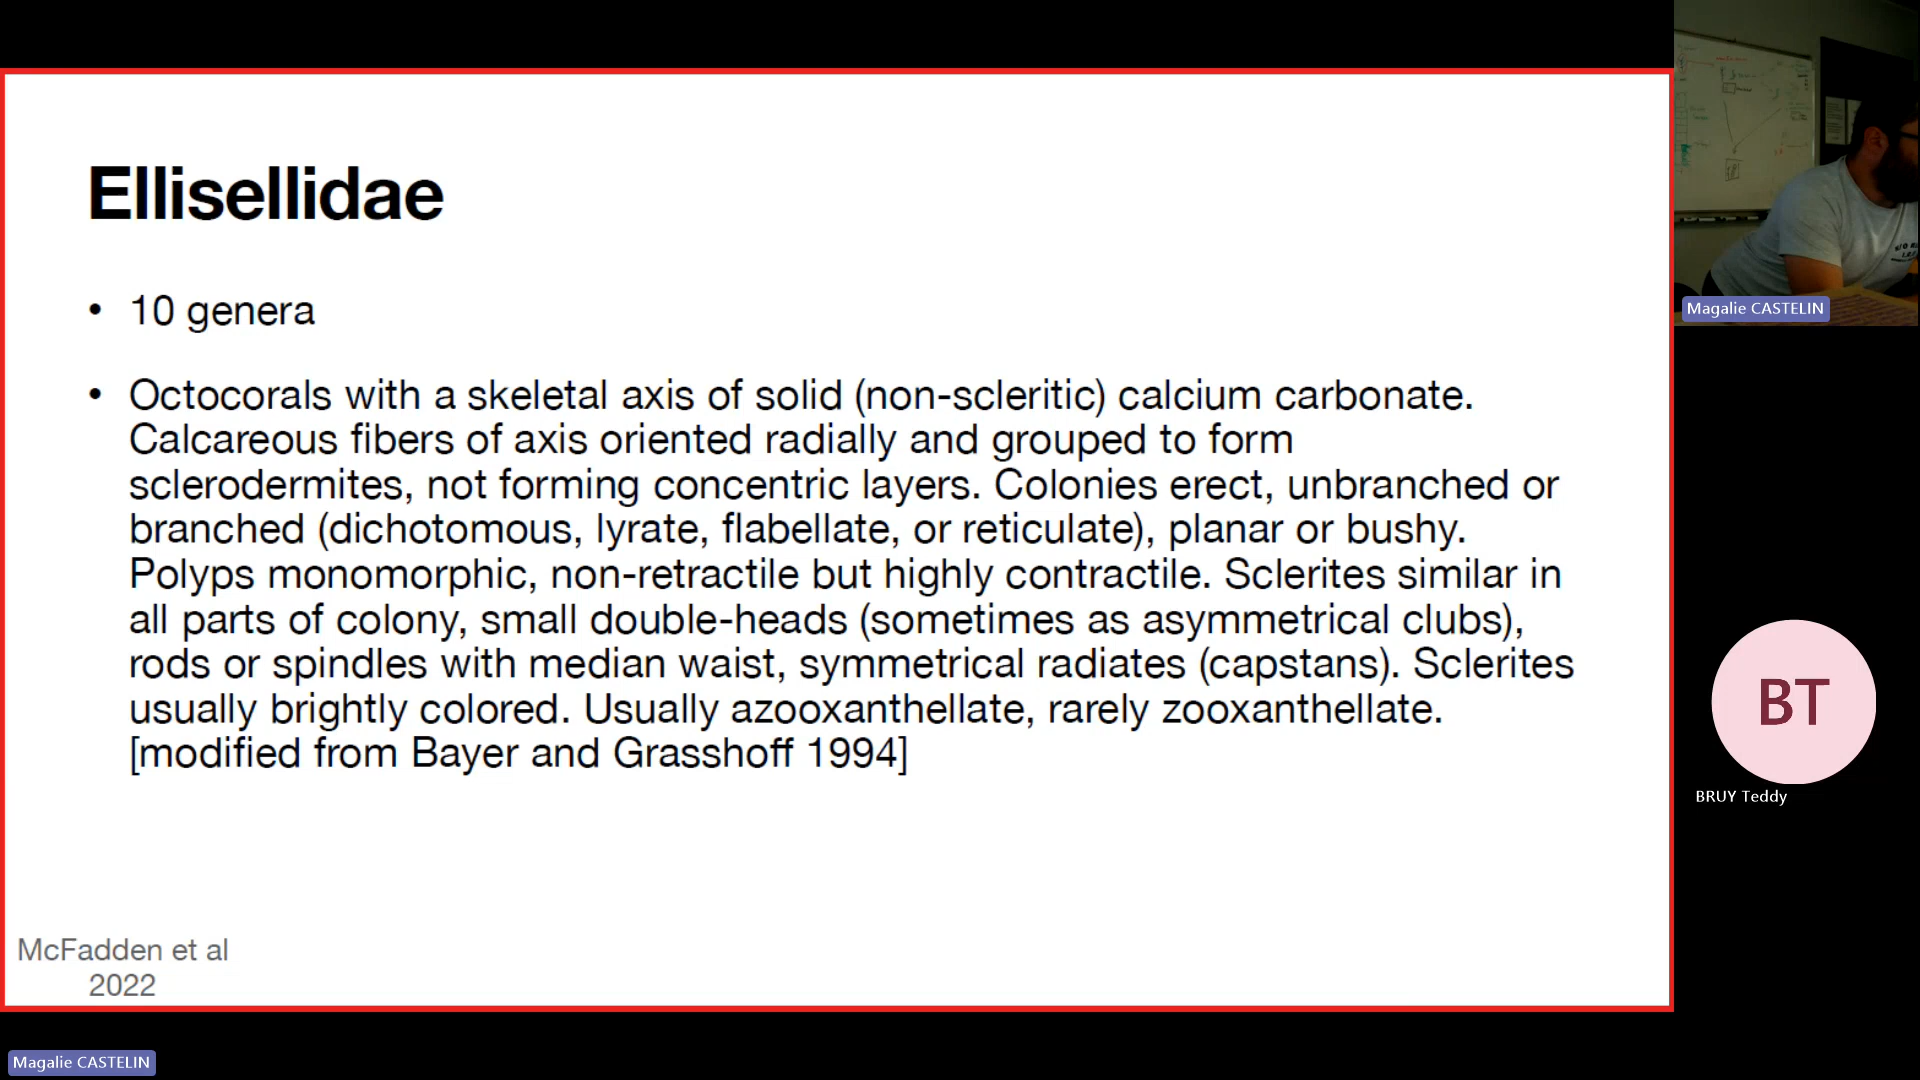 Ellisellidae
• 10 genera
• Octocorals with a skeletal axis of solid (non-scleritic) calcium carbonate.
Calcareous fibers of axis oriented radially and grouped to form
sclerodermites, not forming concentric layers. Colonies erect, unbranched or
branched (dichotomous, lyrate, flabellate, or reticulate), planar or bushy.
Polyps monomorphic, non-retractile but highly contractile. Sclerites similar in
all parts of colony, small double-heads (sometimes as asymmetrical clubs),
rods or spindles with median waist, symmetrical radiates (capstans). Sclerites
usually brightly colored. Usually azooxanthellate, rarely zooxanthellate.
[modified from Bayer and Grasshoff 1994]
McFadden et al
2022
Magalie CASTELIN
BT
BRUY Teddy
Magalie CASTELIN